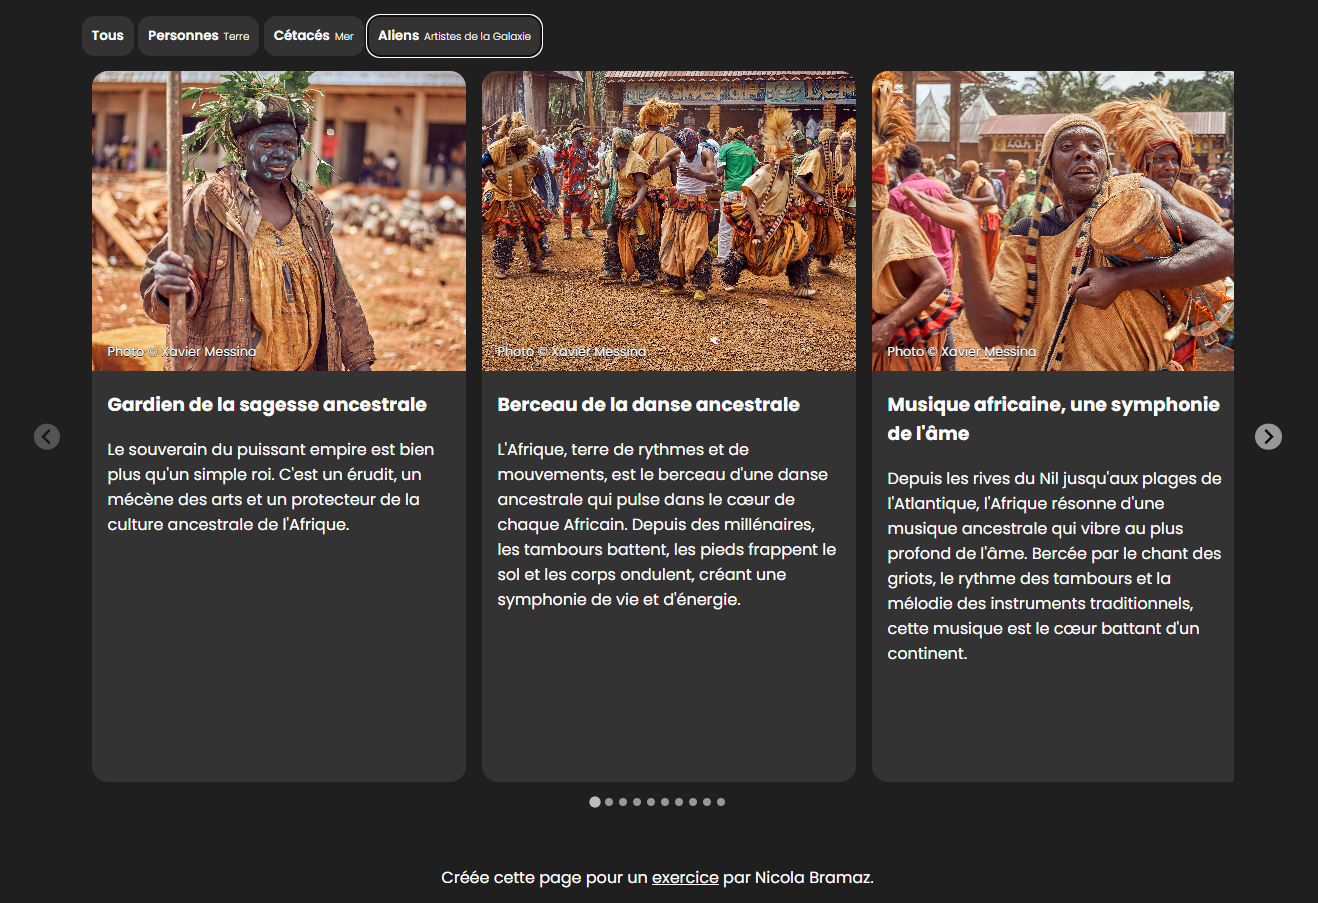 Tous
Personnes Terre
Cétacés Mer
Aliens Artistes de la Galaxie
Photo © Xavier Messina
Photo © Xavier Messina
Photo © Xavier Messina
Gardien de la sagesse ancestrale
Le souverain du puissant empire est bien
plus qu'un simple roi. C'est un érudit, un
mécène des arts et un protecteur de la
culture ancestrale de l'Afrique.
Berceau de la danse ancestrale
L'Afrique, terre de rythmes et de
mouvements, est le berceau d'une danse
ancestrale qui pulse dans le cœur de
chaque Africain. Depuis des millénaires,
les tambours battent, les pieds frappent le
sol et les corps ondulent, créant une
symphonie de vie et d'énergie.
Musique africaine, une symphonie
de l'âme
Depuis les rives du Nil jusqu'aux plages de
l'Atlantique, l'Afrique résonne d'une
musique ancestrale qui vibre au plus
profond de l'âme. Bercée par le chant des
griots, le rythme des tambours et la
mélodie des instruments traditionnels,
cette musique est le cœur battant d'un
continent.
Créée cette page pour un exercice par Nicola Bramaz.